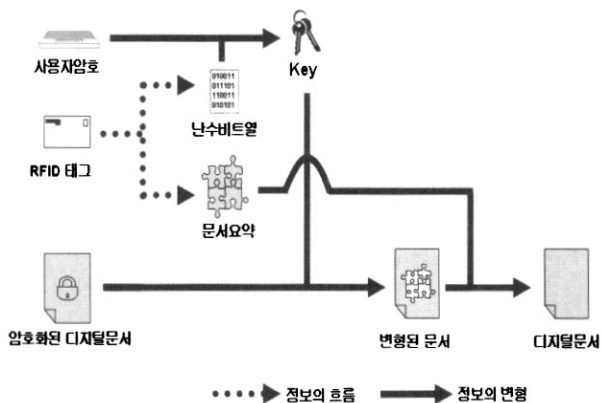 사용자암호
Key
010011
011101
110011
010101
난수비트열
RFID 태그
문서요약
암호화된 디지털문서
변형된 문서
디지털문서
정보의 흐름
정보의 변형